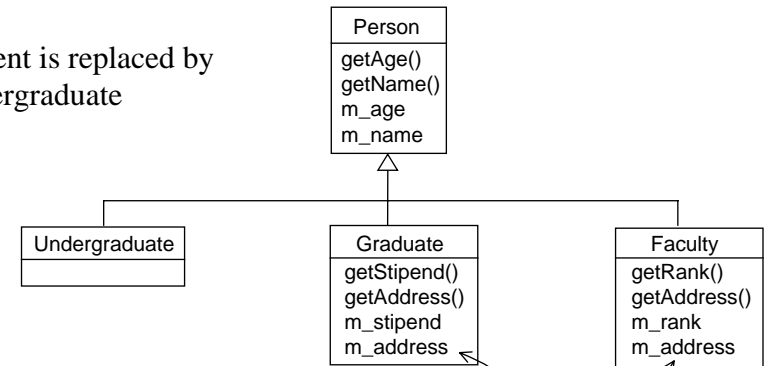 Person
getAge()
getName()
m_age
m_name
ent is replaced by
ergraduate
Undergraduate
Graduate
getStipend()
getAddress()
m_stipend
m_address
Faculty
getRank()
getAddress()
m_rank
m_address